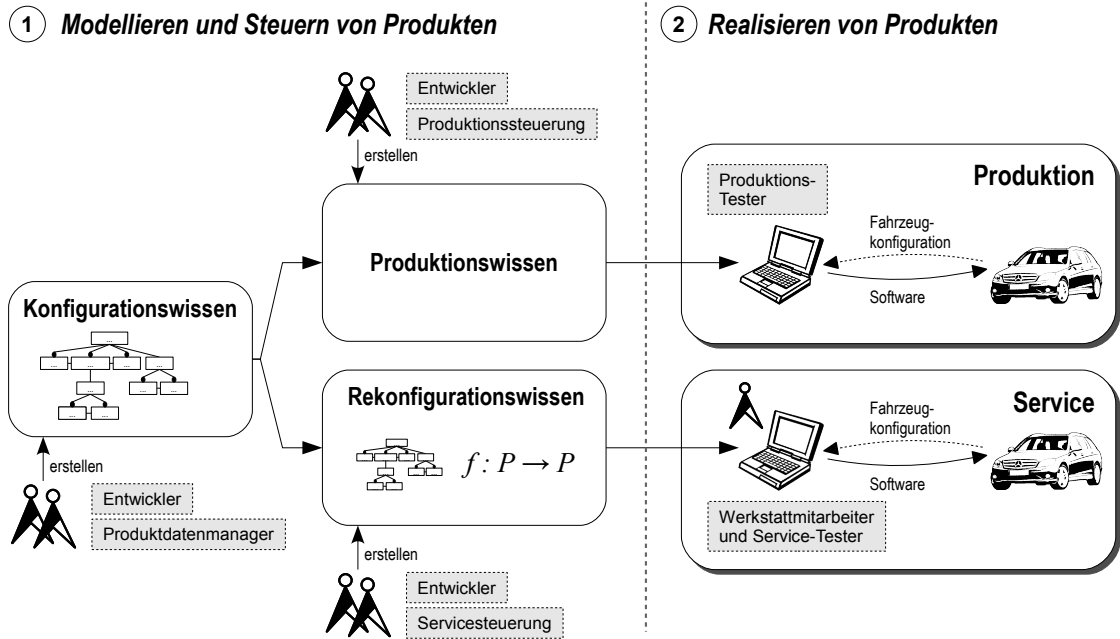 1 Modellieren und Steuern von Produkten
2 Realisieren von Produkten
Entwickler
Produktionssteuerung
erstellen
Produktionswissen
Konfigurationswissen
...
... ... ... ...
... ... ...
... ...
erstellen
Entwickler
Produktdatenmanager
Rekonfigurationswissen
f : P → P
erstellen
Entwickler
Servicesteuerung
Produktions-
Tester
Produktion
Fahrzeug-
konfiguration
Software
Service
Fahrzeug-
konfiguration
Software
Werkstattmitarbeiter
und Service-Tester